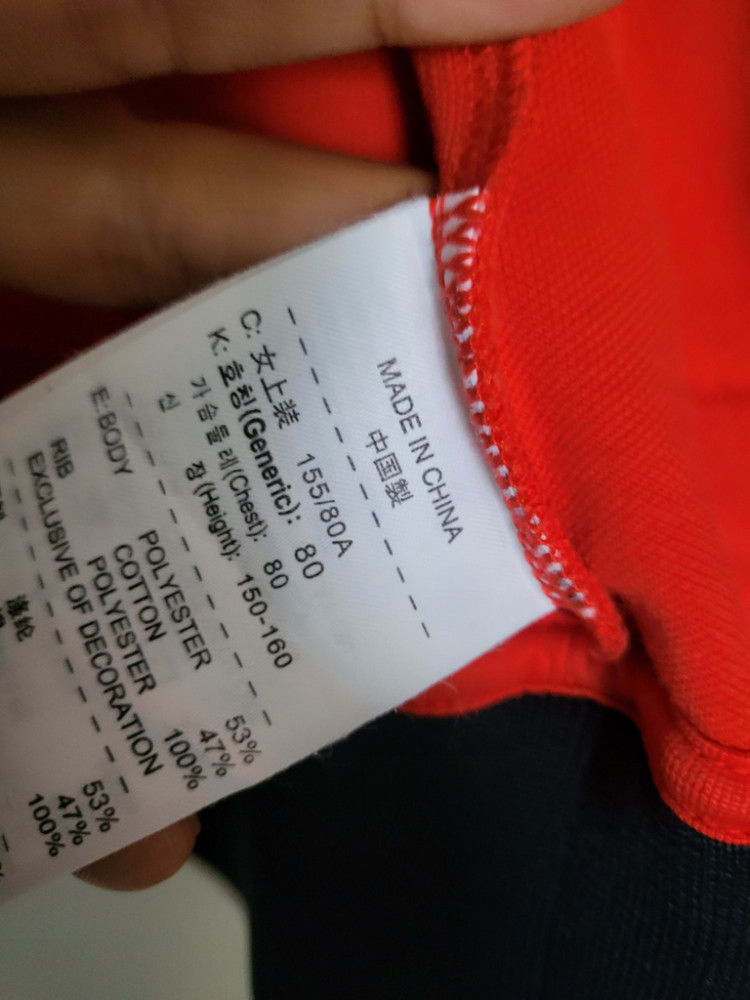 MADE IN CHINA
中国製
C: 女上装 155/80A
K: 호칭(Generic): 80
가슴둘레(Chest): 80
신장(Height): 150-160
E:BODY POLYESTER 53%
COTTON 47%
RIB POLYESTER 100%
EXCLUSIVE OF DECORATION
53%
涤纶 47%
100%